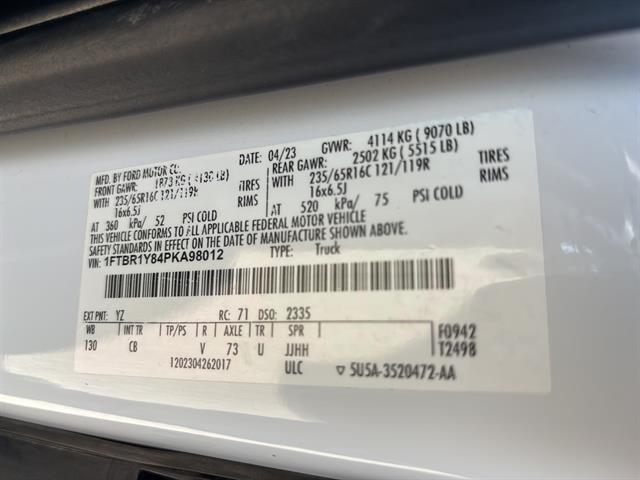 MFD. BY FORD MOTOR CO.
DATE: 04/23 GVWR: 4114 KG ( 9070 LB)
FRONT GAWR: 1873 KG ( 4130 LB) REAR GAWR: 2502 KG ( 5515 LB)
WITH 235/65R16C 121/119R TIRES WITH 235/65R16C 121/119R TIRES
16x6.5J RIMS 16x6.5J RIMS
AT 360 kPa/ 52 PSI COLD AT 520 kPa/ 75 PSI COLD
THIS VEHICLE CONFORMS TO ALL APPLICABLE FEDERAL MOTOR VEHICLE
SAFETY STANDARDS IN EFFECT ON THE DATE OF MANUFACTURE SHOWN ABOVE.
VIN: 1FTBR1Y84PKA98012 TYPE: Truck
EXT PNT: YZ RC: 71 DSO: 2335
WB INT TR TP/PS R AXLE TR SPR F0942
130 CB V 73 U JJHH T2498
1202304262017 ULC ▽ 5U5A-3520472-AA